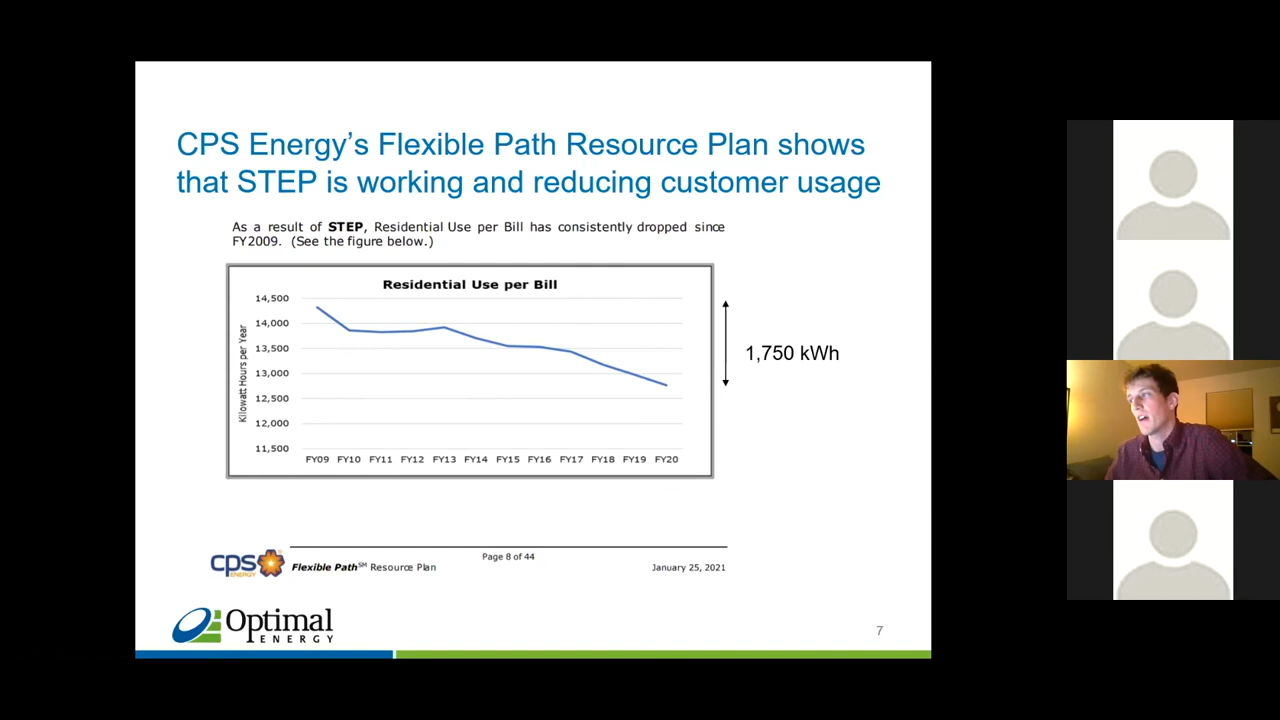 CPS Energy’s Flexible Path Resource Plan shows
that STEP is working and reducing customer usage
As a result of STEP, Residential Use per Bill has consistently dropped since
FY2009. (See the figure below.)
Residential Use per Bill
Kilowatt Hours per Year
14,500
14,000
13,500
13,000
12,500
12,000
11,500
FY09 FY10 FY11 FY12 FY13 FY14 FY15 FY16 FY17 FY18 FY19 FY20
1,750 kWh
Page 8 of 44
cps
ENERGY
Flexible Path℠ Resource Plan
January 25, 2021
Optimal
ENERGY
7